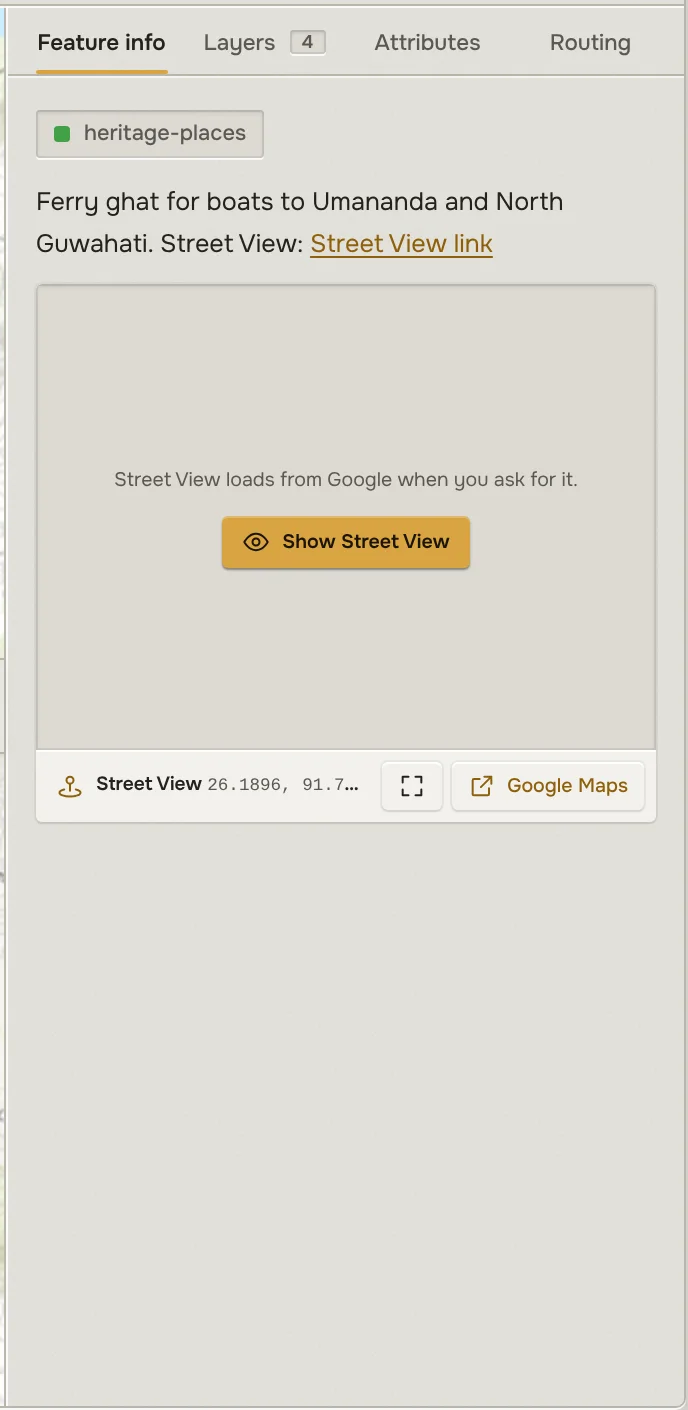 Feature info Layers 4 Attributes Routing
heritage-places
Ferry ghat for boats to Umananda and North
Guwahati. Street View: Street View link
Street View loads from Google when you ask for it.
Show Street View
Street View 26.1896, 91.7… Google Maps